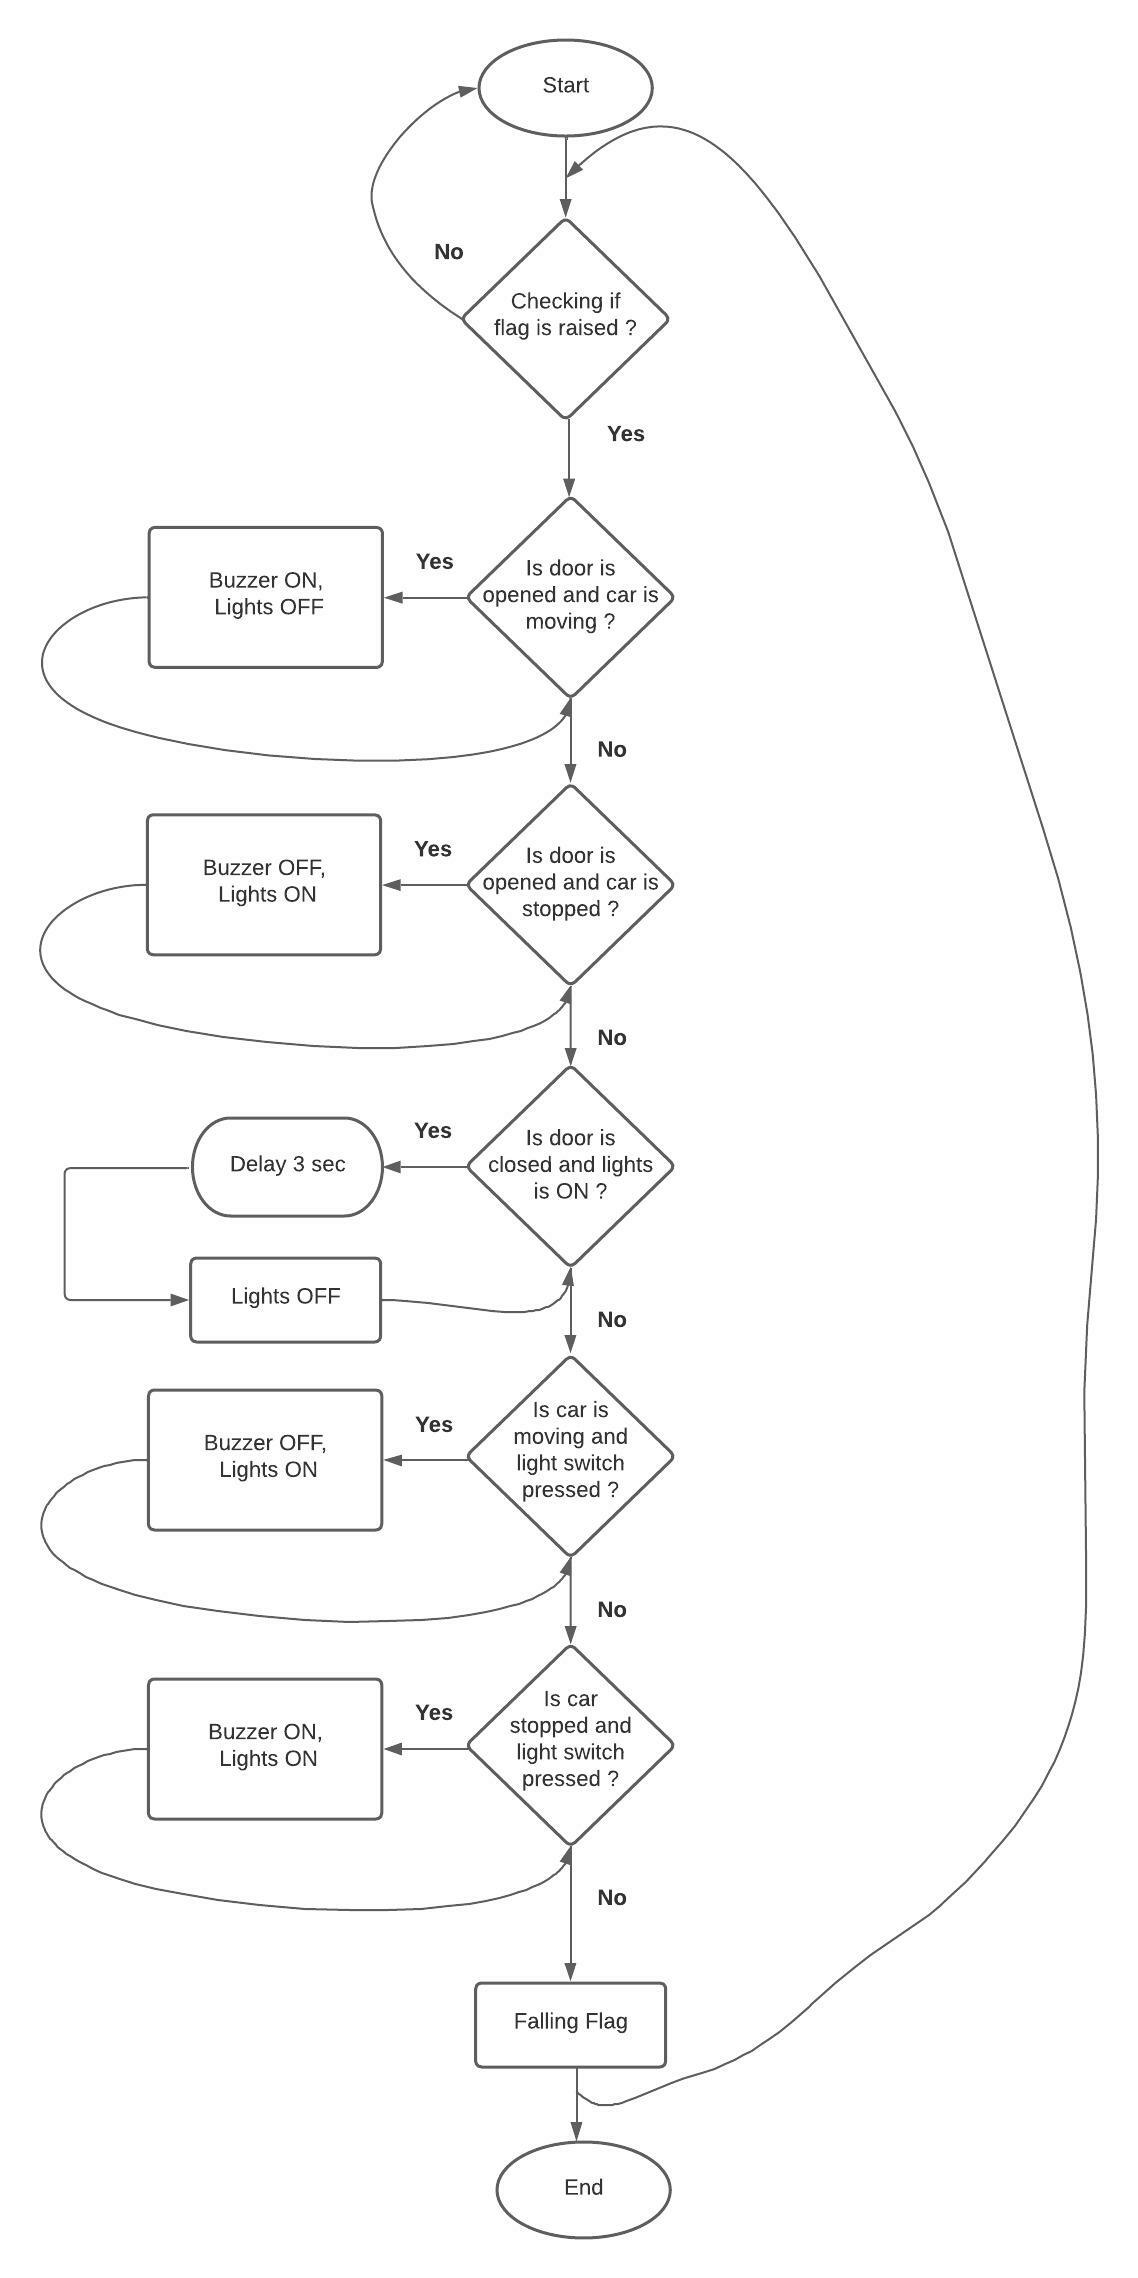 Start
No
Checking if
flag is raised ?
Yes
Is door is
opened and car is
moving ?
Yes
Buzzer ON,
Lights OFF
No
Is door is
opened and car is
stopped ?
Yes
Buzzer OFF,
Lights ON
No
Is door is
closed and lights
is ON ?
Yes
Delay 3 sec
Lights OFF
No
Is car is
moving and
light switch
pressed ?
Yes
Buzzer OFF,
Lights ON
No
Is car
stopped and
light switch
pressed ?
Yes
Buzzer ON,
Lights ON
No
Falling Flag
End